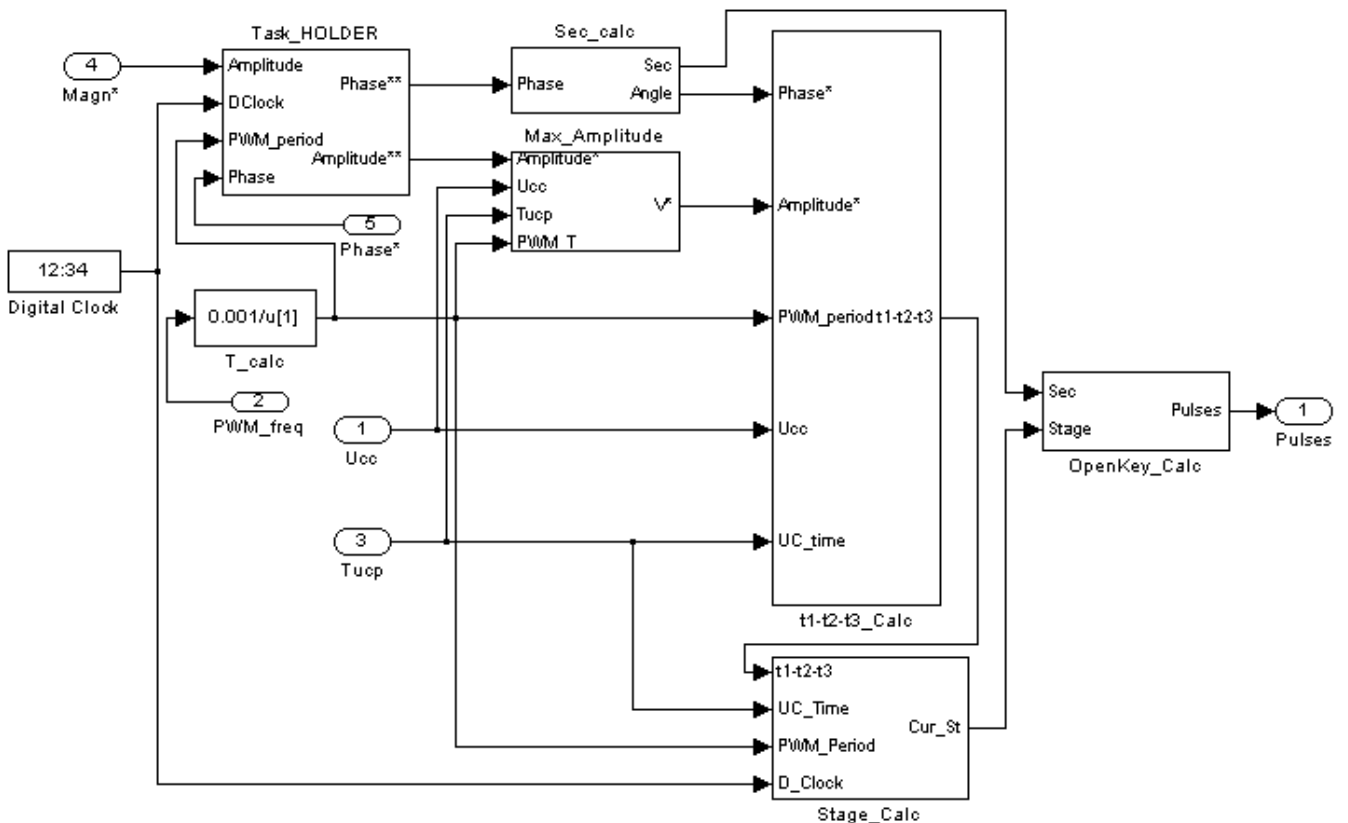 Task_HOLDER
Sec_calc
4
Magn*
Amplitude
DClock
PWM_period
Phase
Phase**
Amplitude**
Phase
Sec
Angle
Max_Amplitude
Amplitude*
Ucc
Tucp
PWM_T
V*
Phase*
Amplitude*
PWM_period t1-t2-t3
Ucc
UC_time
t1-t2-t3_Calc
5
Phase*
12:34
Digital Clock
0.001/u[1]
T_calc
2
PWM_freq
1
Ucc
3
Tucp
Sec
Stage
Pulses
OpenKey_Calc
1
Pulses
t1-t2-t3
UC_Time
PWM_Period
D_Clock
Cur_St
Stage_Calc